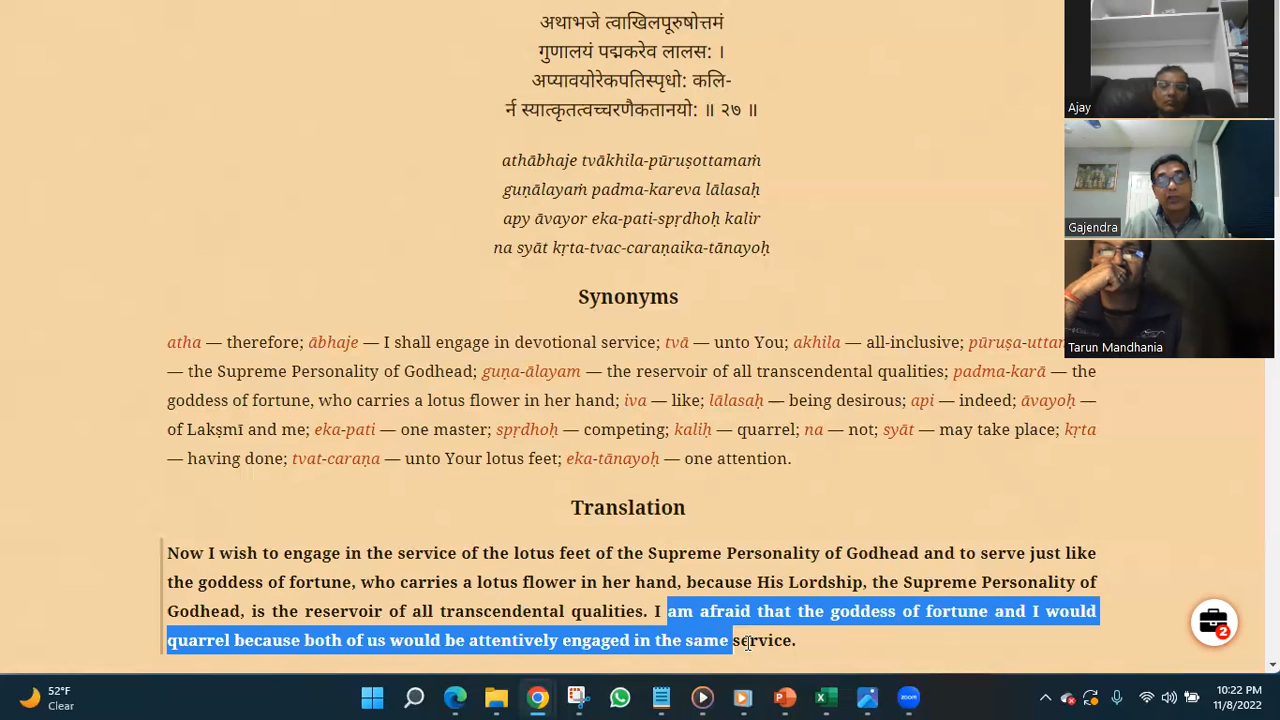 अथाभजे त्वाखिलपूरुषोत्तमं
गुणालयं पद्मकरेव लालस: ।
अप्यावयोरेकपतिस्पृधो: कलि-
र्न स्यात्कृतत्वच्चरणैकतानयो: ॥ २७ ॥
athābhaje tvākhila-pūruṣottamaṁ
guṇālayaṁ padma-kareva lālasaḥ
apy āvayor eka-pati-spṛdhoḥ kalir
na syāt kṛta-tvac-caraṇaika-tānayoḥ
Synonyms
atha — therefore; ābhaje — I shall engage in devotional service; tvā — unto You; akhila — all-inclusive; pūruṣa-uttam
— the Supreme Personality of Godhead; guṇa-ālayam — the reservoir of all transcendental qualities; padma-karā — the
goddess of fortune, who carries a lotus flower in her hand; iva — like; lālasaḥ — being desirous; api — indeed; āvayoḥ —
of Lakṣmī and me; eka-pati — one master; spṛdhoḥ — competing; kaliḥ — quarrel; na — not; syāt — may take place; kṛta
— having done; tvat-caraṇa — unto Your lotus feet; eka-tānayoḥ — one attention.
Translation
Now I wish to engage in the service of the lotus feet of the Supreme Personality of Godhead and to serve just like
the goddess of fortune, who carries a lotus flower in her hand, because His Lordship, the Supreme Personality of
Godhead, is the reservoir of all transcendental qualities. I am afraid that the goddess of fortune and I would
quarrel because both of us would be attentively engaged in the same service.
Ajay
Gajendra
Tarun Mandhania
2
52°F
Clear
10:22 PM
11/8/2022